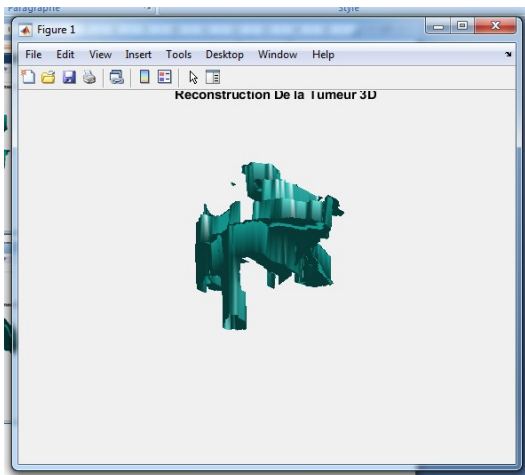 Paragraphe
Style
Figure 1
File Edit View Insert Tools Desktop Window Help
Reconstruction De la Tumeur 3D